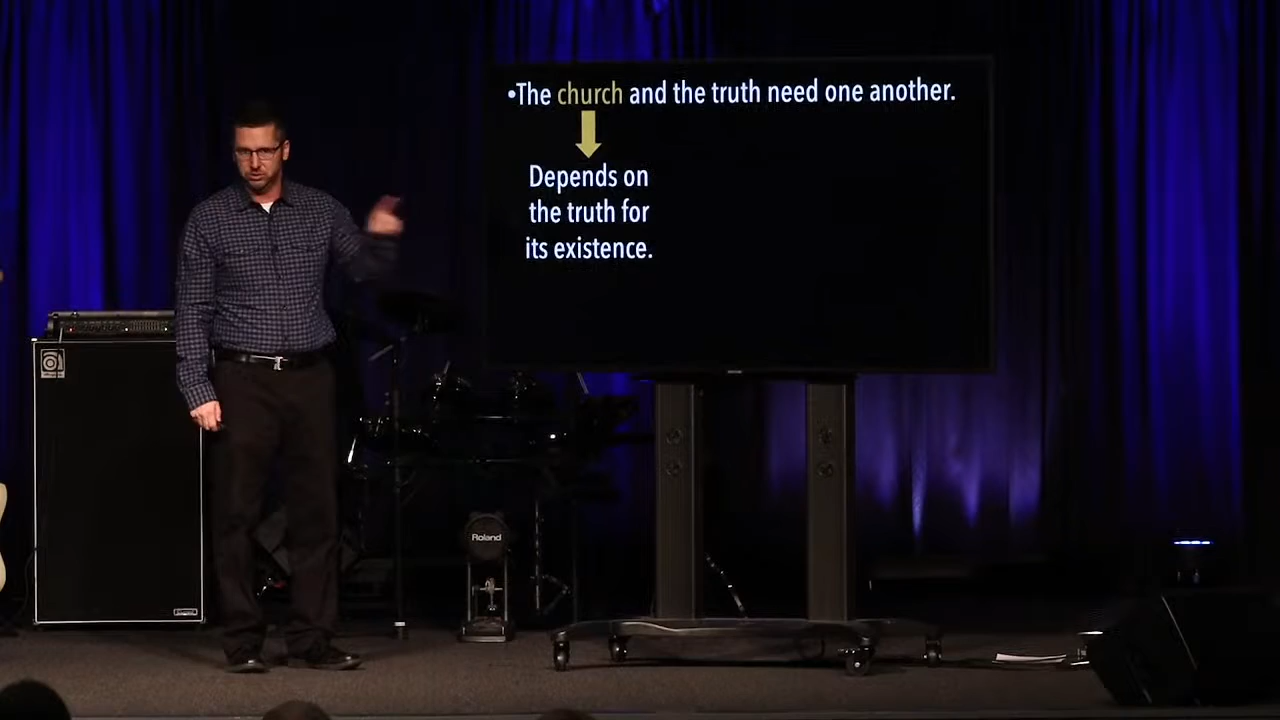 •The church and the truth need one another.
Depends on
the truth for
its existence.
Roland